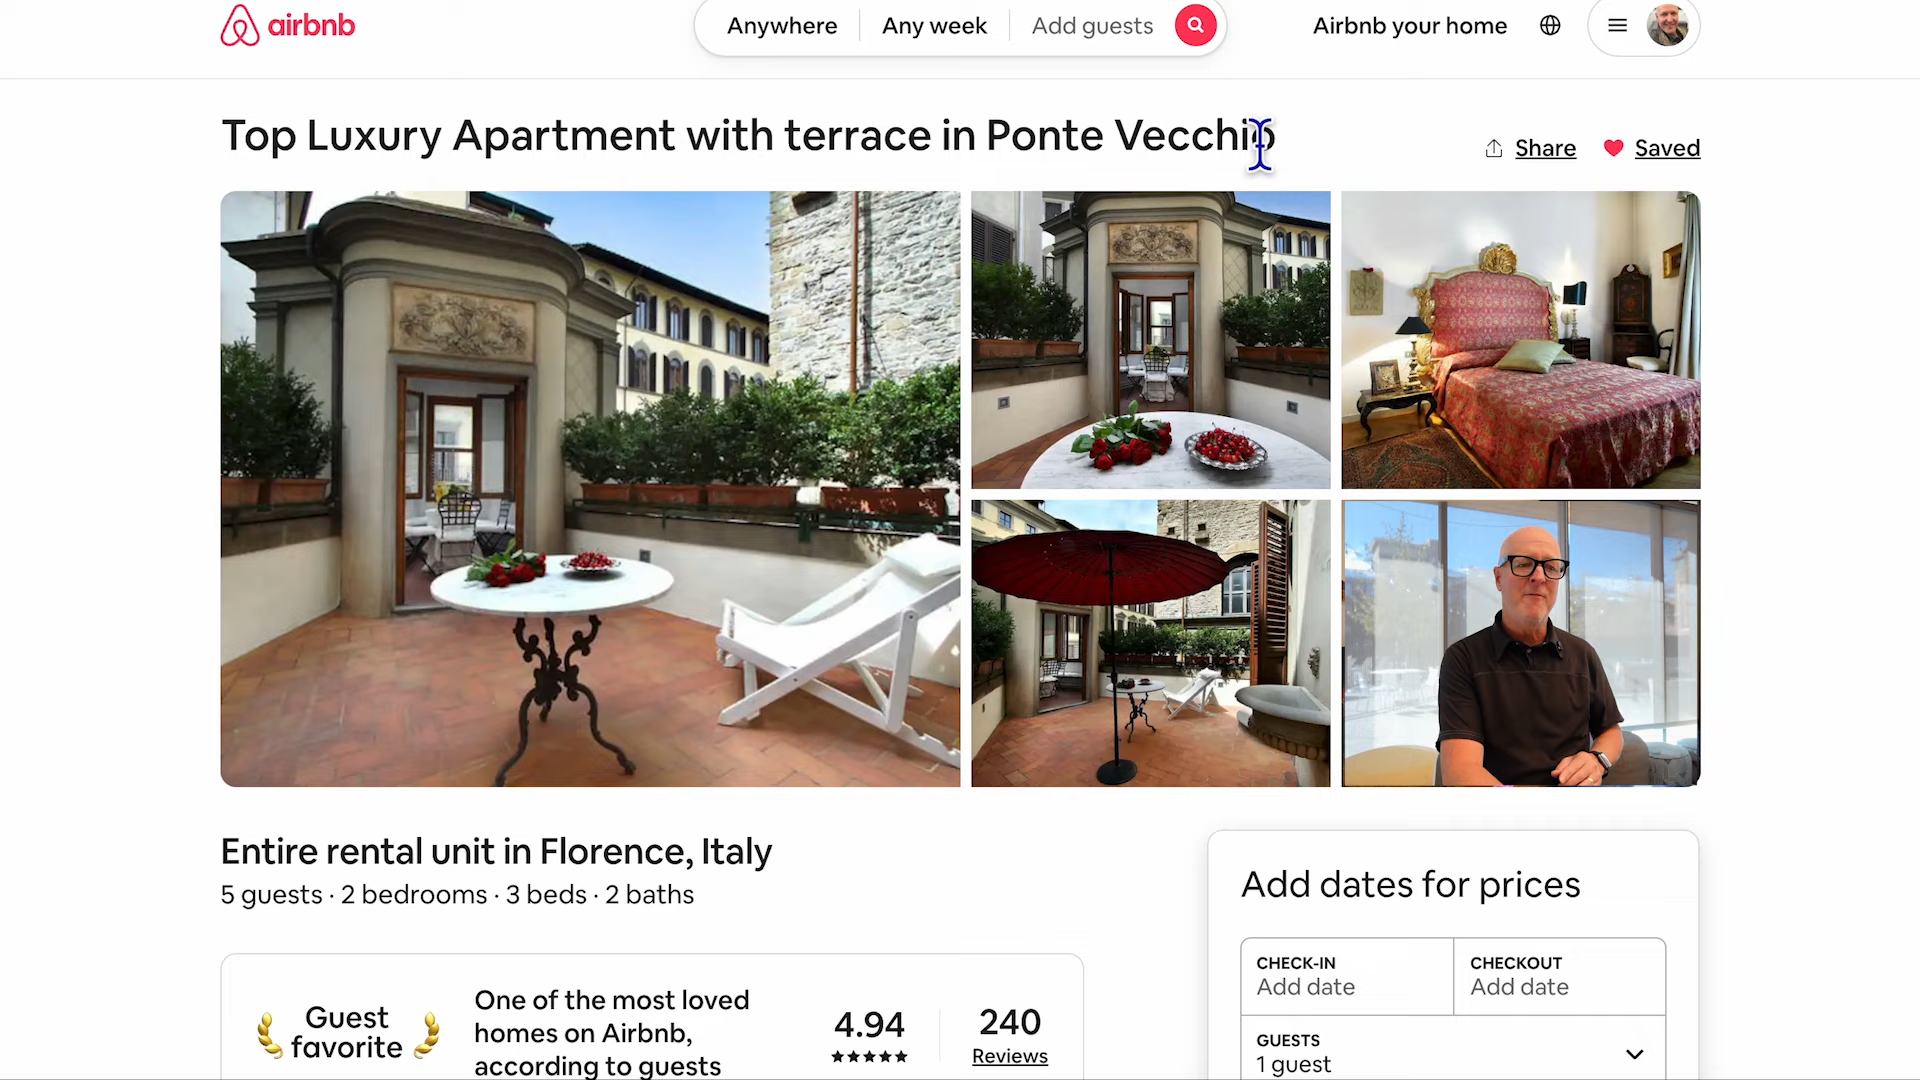 airbnb
Anywhere
Any week
Add guests
Airbnb your home
Top Luxury Apartment with terrace in Ponte Vecchio
Share
Saved
Entire rental unit in Florence, Italy
5 guests · 2 bedrooms · 3 beds · 2 baths
Guest
favorite
One of the most loved
homes on Airbnb,
according to guests
4.94
240
Reviews
Add dates for prices
CHECK-IN
Add date
CHECKOUT
Add date
GUESTS
1 guest